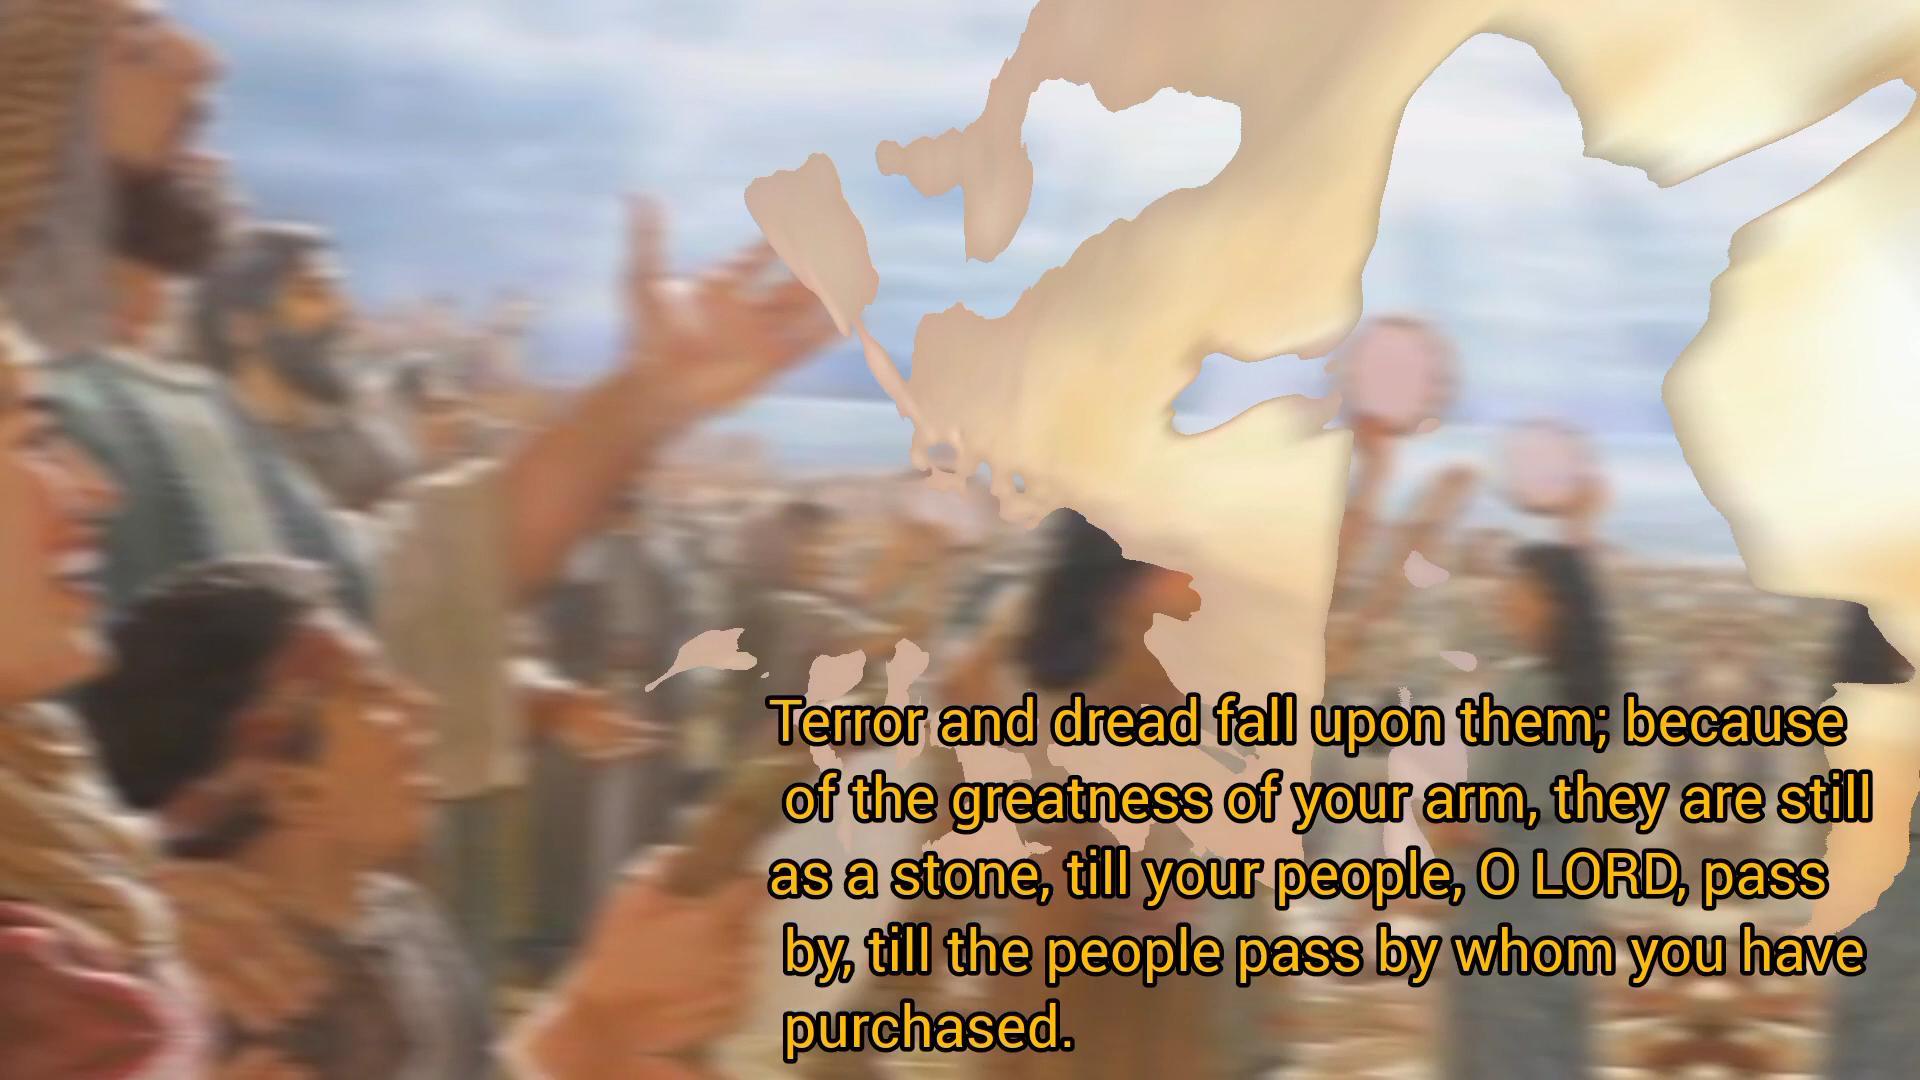 Terror and dread fall upon them; because
of the greatness of your arm, they are still
as a stone, till your people, O LORD, pass
by, till the people pass by whom you have
purchased.